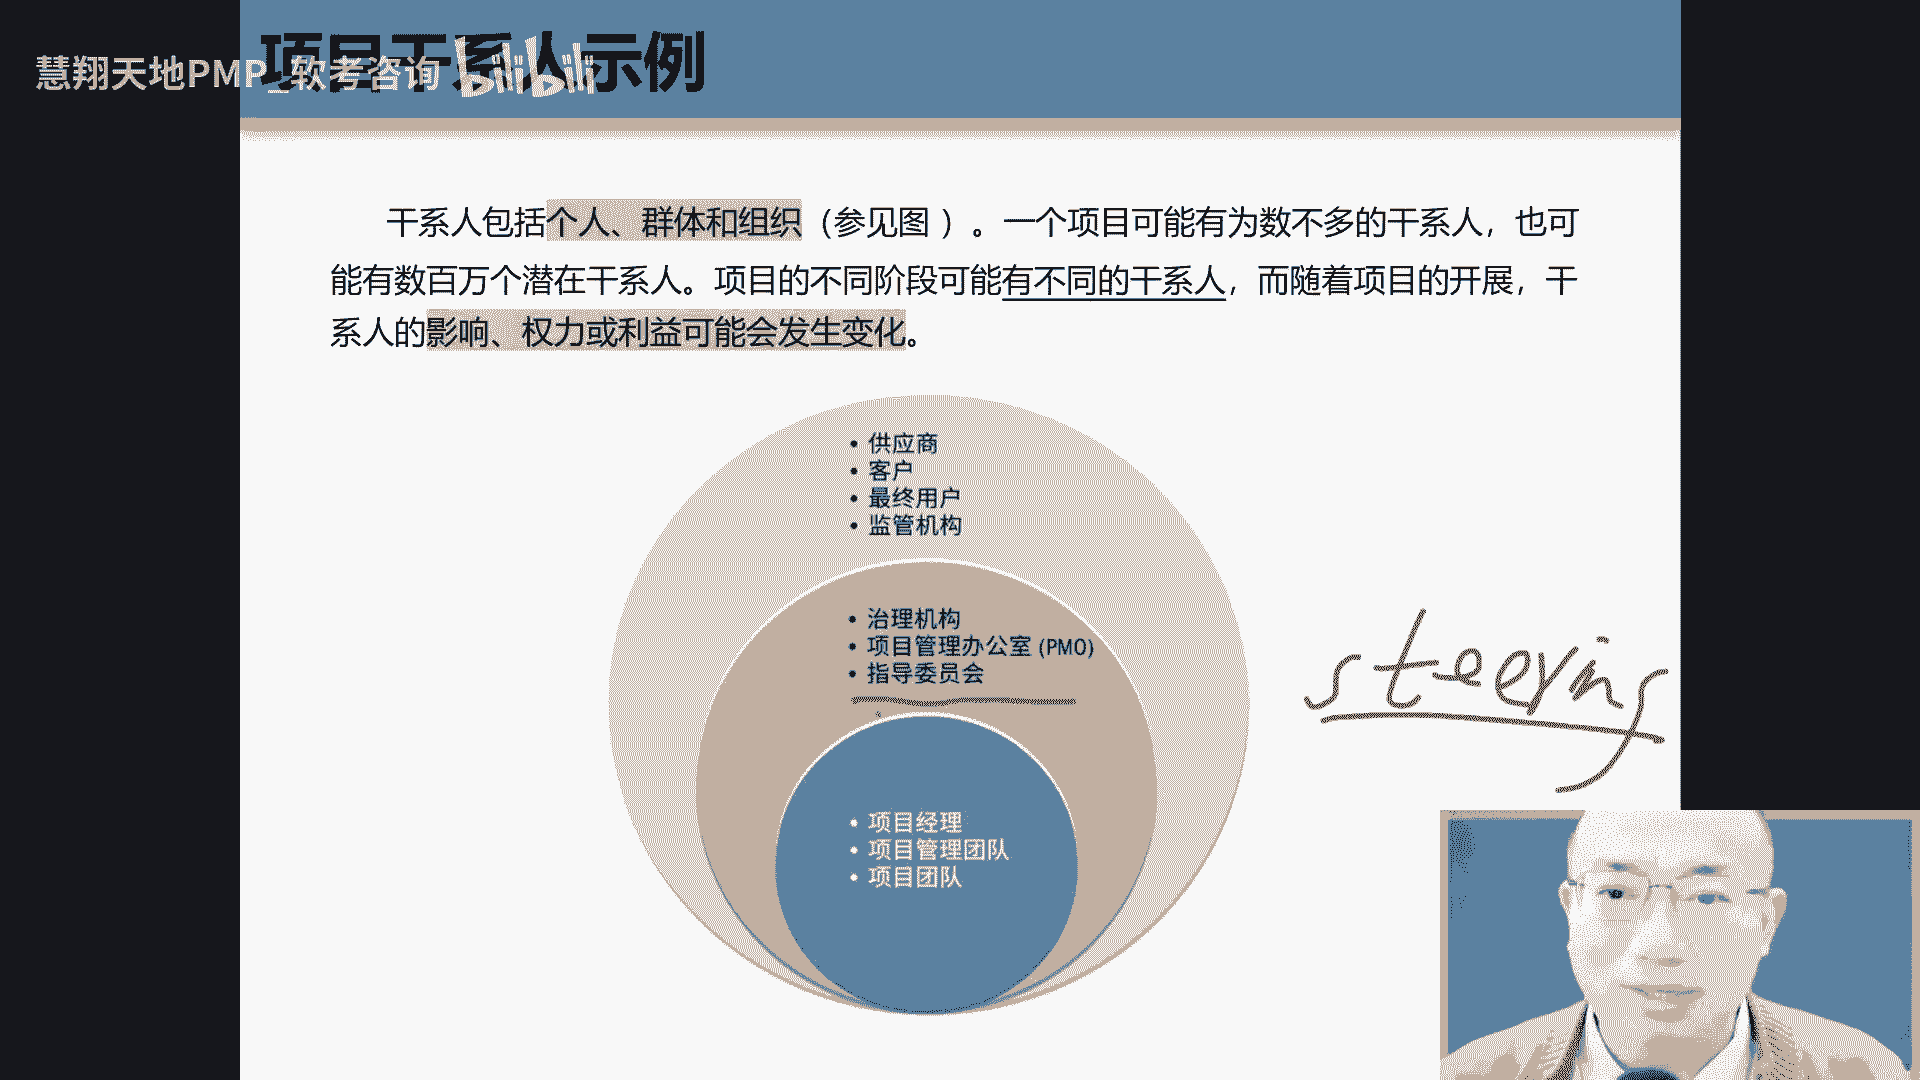 项目干系人示例
慧翔天地PMP_软考咨询 bilibili
干系人包括个人、群体和组织（参见图 ）。一个项目可能有为数不多的干系人，也可
能有数百万个潜在干系人。项目的不同阶段可能有不同的干系人，而随着项目的开展，干
系人的影响、权力或利益可能会发生变化。
• 供应商
• 客户
• 最终用户
• 监管机构
• 治理机构
• 项目管理办公室 (PMO)
• 指导委员会
steering
• 项目经理
• 项目管理团队
• 项目团队